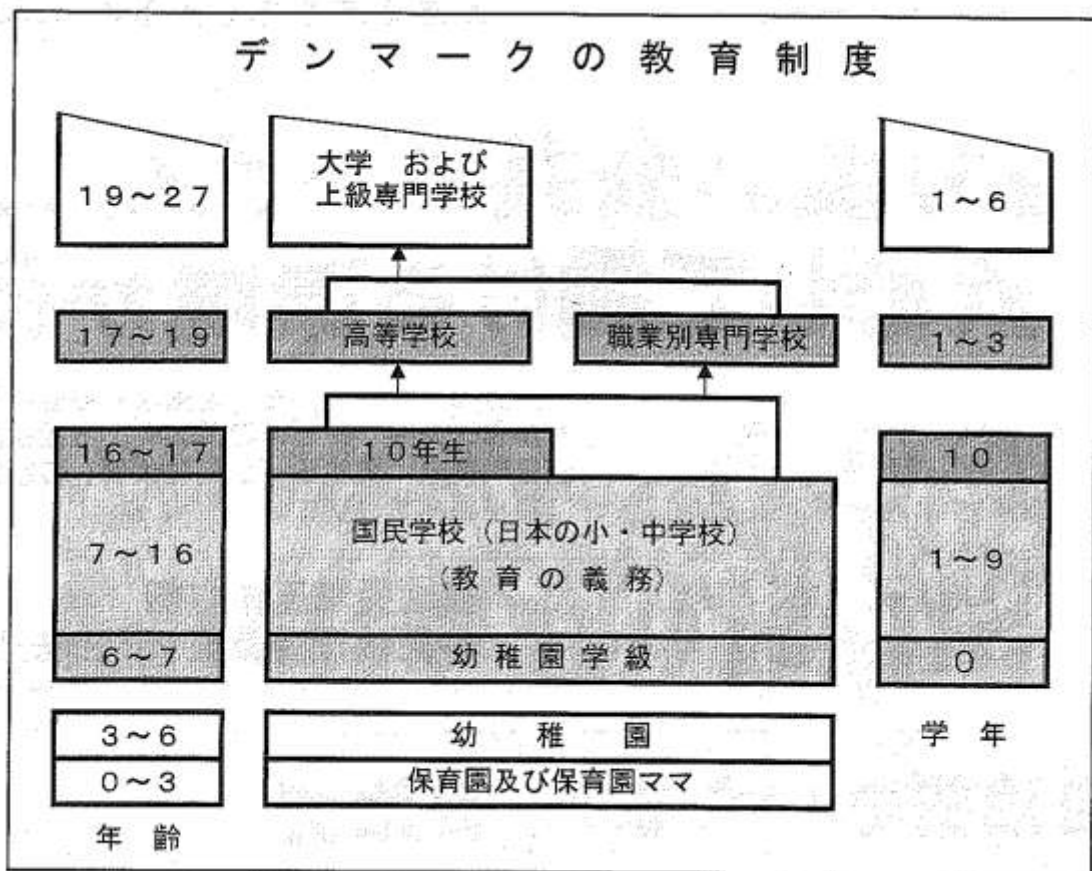 デンマークの教育制度
19~27
大学 および
上級専門学校
1~6
17~19
高等学校
職業別専門学校
1~3
16~17
10年生
10
7~16
国民学校(日本の小・中学校)
(教育の義務)
1~9
6~7
幼稚園学級
0
3~6
幼稚園
学年
0~3
保育園及び保育園ママ
年齢